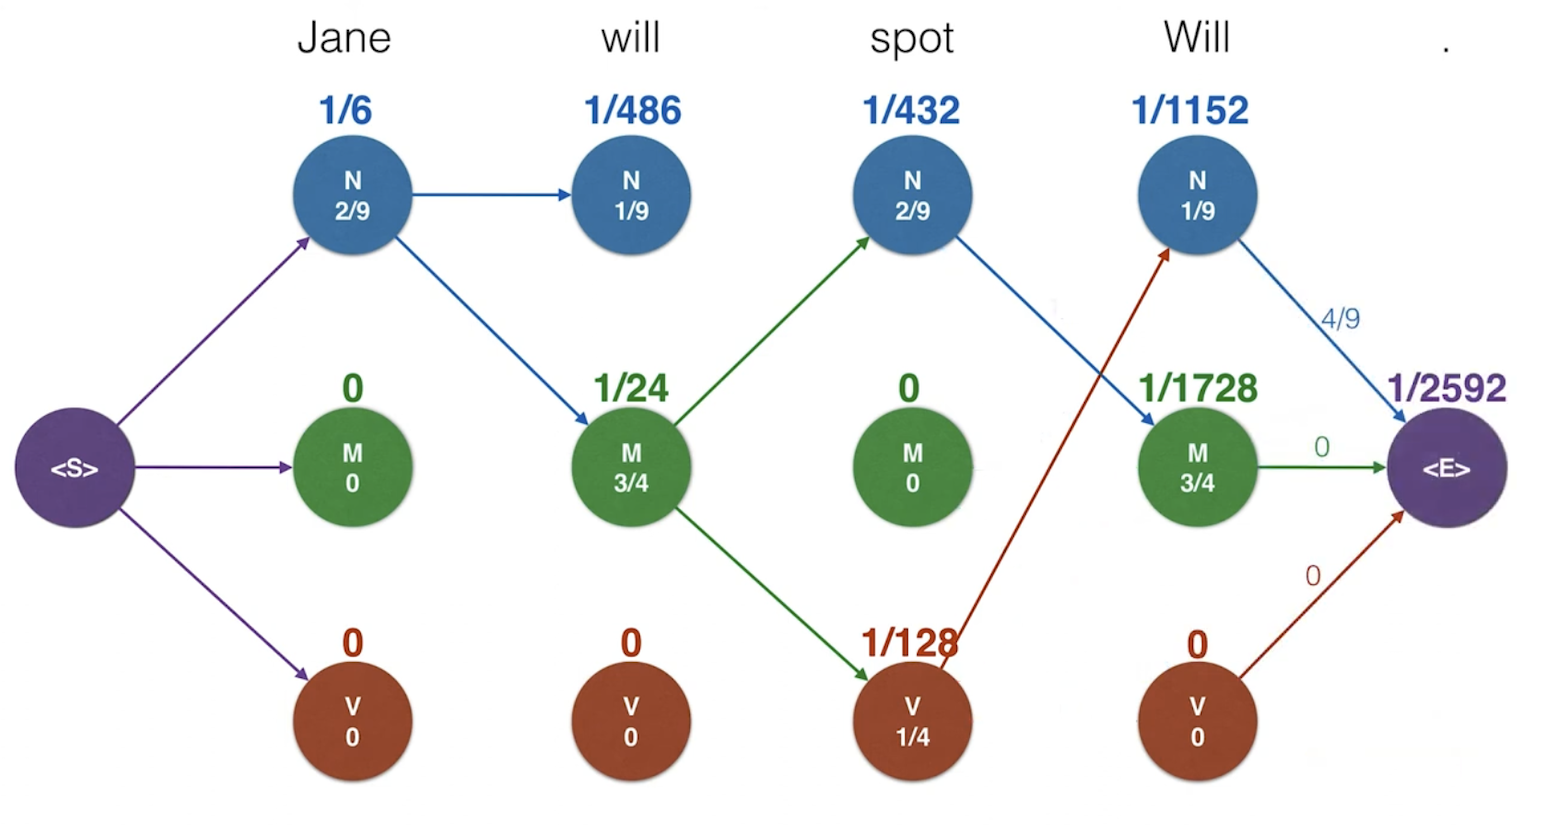 Jane will spot Will .
1/6 1/486 1/432 1/1152
N N N N
2/9 1/9 2/9 1/9
4/9
0 1/24 0 1/1728 1/2592
0
<S> M M M M <E>
0 3/4 0 3/4
0
0 0 1/128 0
V V V V
0 0 1/4 0